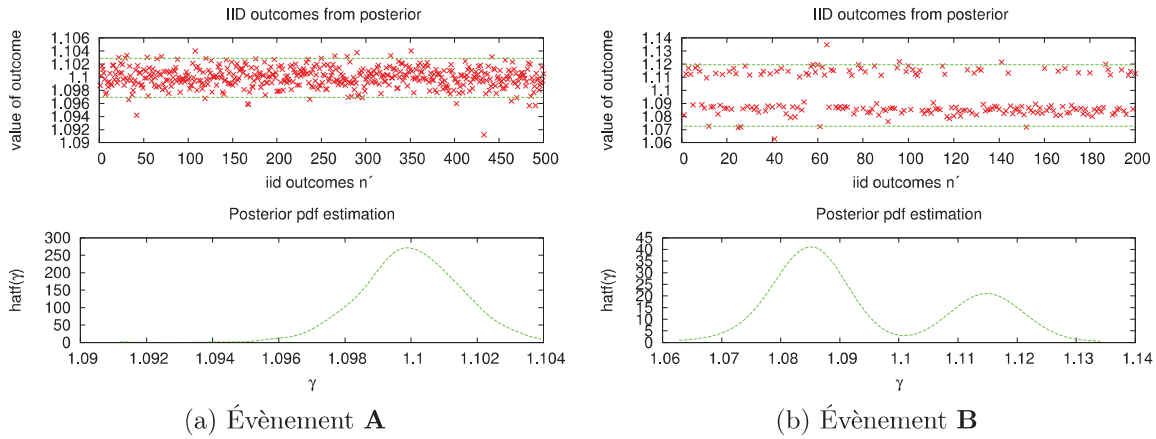 IID outcomes from posterior
value of outcome
1.106
1.104
1.102
1.1
1.098
1.096
1.094
1.092
1.09
0 50 100 150 200 250 300 350 400 450 500
iid outcomes n´
Posterior pdf estimation
hatf(γ)
300
250
200
150
100
50
0
1.09 1.092 1.094 1.096 1.098 1.1 1.102 1.104
γ
(a) Évènement A
IID outcomes from posterior
value of outcome
1.14
1.13
1.12
1.11
1.1
1.09
1.08
1.07
1.06
0 20 40 60 80 100 120 140 160 180 200
iid outcomes n´
Posterior pdf estimation
hatf(γ)
45
40
35
30
25
20
15
10
5
0
1.06 1.07 1.08 1.09 1.1 1.11 1.12 1.13 1.14
γ
(b) Évènement B